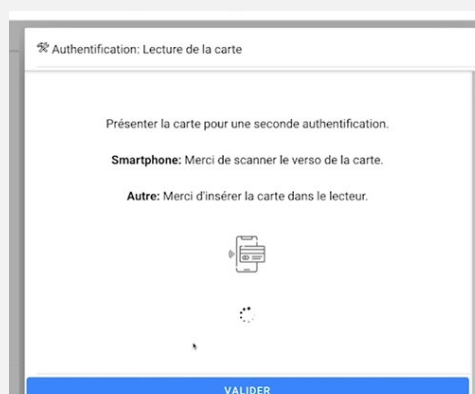 Authentification: Lecture de la carte
Présenter la carte pour une seconde authentification.
Smartphone: Merci de scanner le verso de la carte.
Autre: Merci d'insérer la carte dans le lecteur.
VALIDER